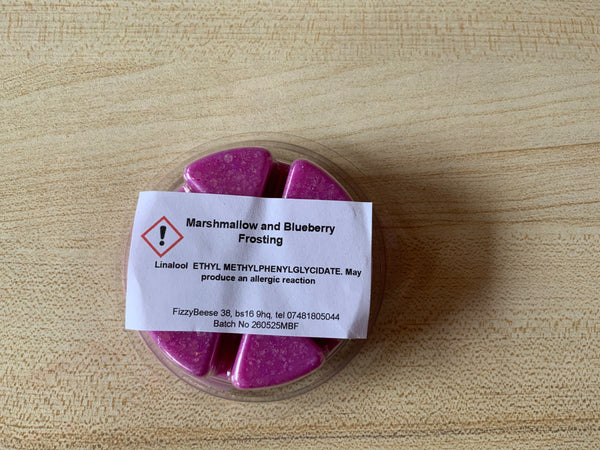 Marshmallow and Blueberry
Frosting
Linalool ETHYL METHYLPHENYLGLYCIDATE. May
produce an allergic reaction
FizzyBeese 38, bs16 9hq, tel 07481805044
Batch No 260525MBF